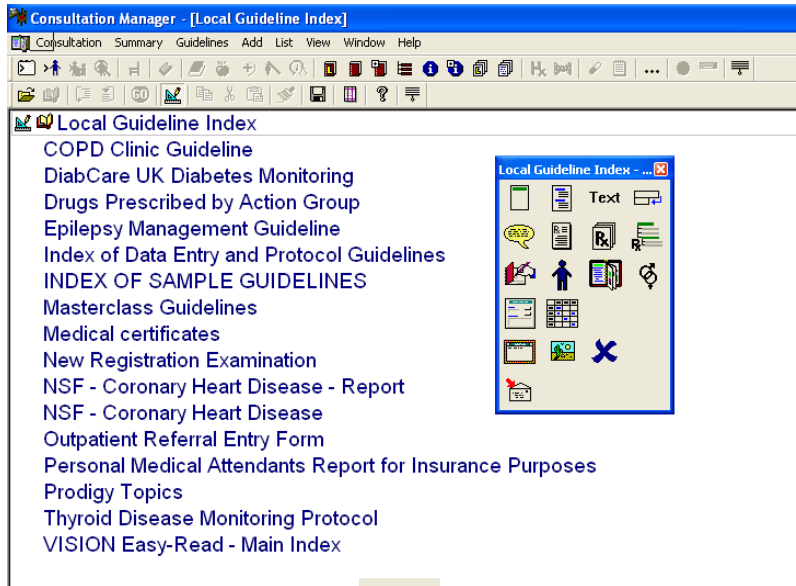 Consultation Manager - [Local Guideline Index]
Consultation Summary Guidelines Add List View Window Help
GO
Local Guideline Index
COPD Clinic Guideline
DiabCare UK Diabetes Monitoring
Drugs Prescribed by Action Group
Epilepsy Management Guideline
Index of Data Entry and Protocol Guidelines
INDEX OF SAMPLE GUIDELINES
Masterclass Guidelines
Medical certificates
New Registration Examination
NSF - Coronary Heart Disease - Report
NSF - Coronary Heart Disease
Outpatient Referral Entry Form
Personal Medical Attendants Report for Insurance Purposes
Prodigy Topics
Thyroid Disease Monitoring Protocol
VISION Easy-Read - Main Index
Local Guideline Index - ...
Text